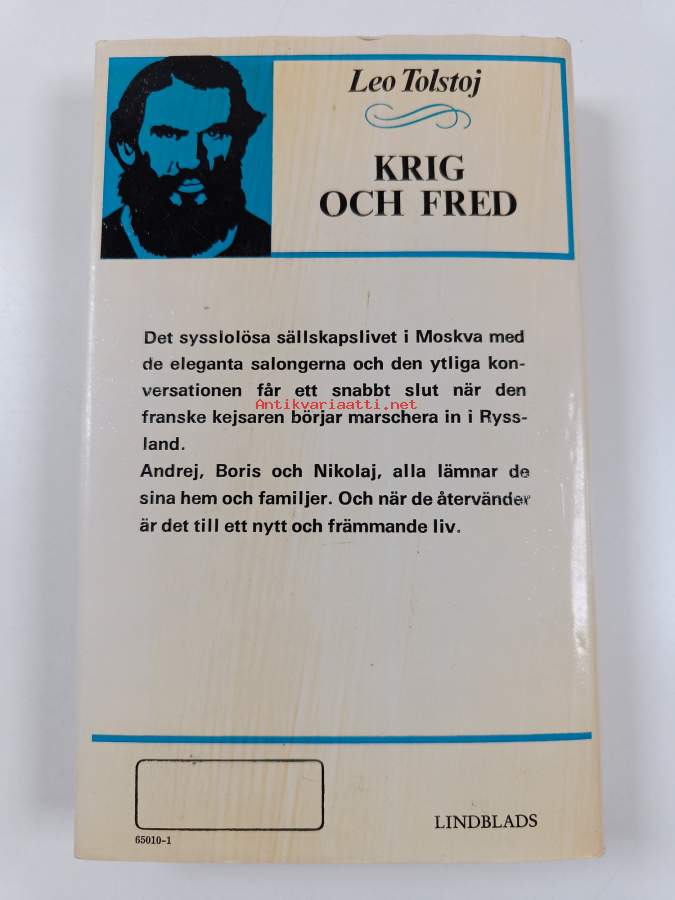 Leo Tolstoj
KRIG
OCH FRED
Det sysslolösa sällskapslivet i Moskva med
de eleganta salongerna och den ytliga kon-
versationen får ett snabbt slut när den
Antikvariaatti.net
franske kejsaren börjar marschera in i Ryss-
land.
Andrej, Boris och Nikolaj, alla lämnar de
sina hem och familjer. Och när de återvänder
är det till ett nytt och främmande liv.
65010-1
LINDBLADS